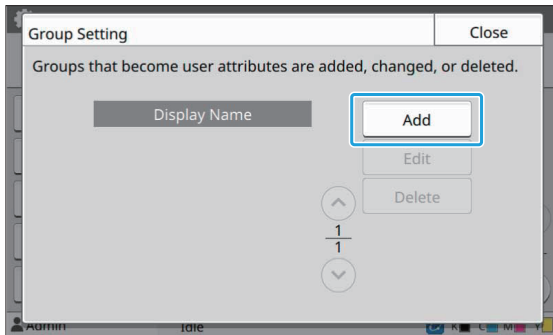 Group Setting
Close
Groups that become user attributes are added, changed, or deleted.
Display Name
Add
Edit
Delete
1
1
Admin
Idle
K
C
M
Y